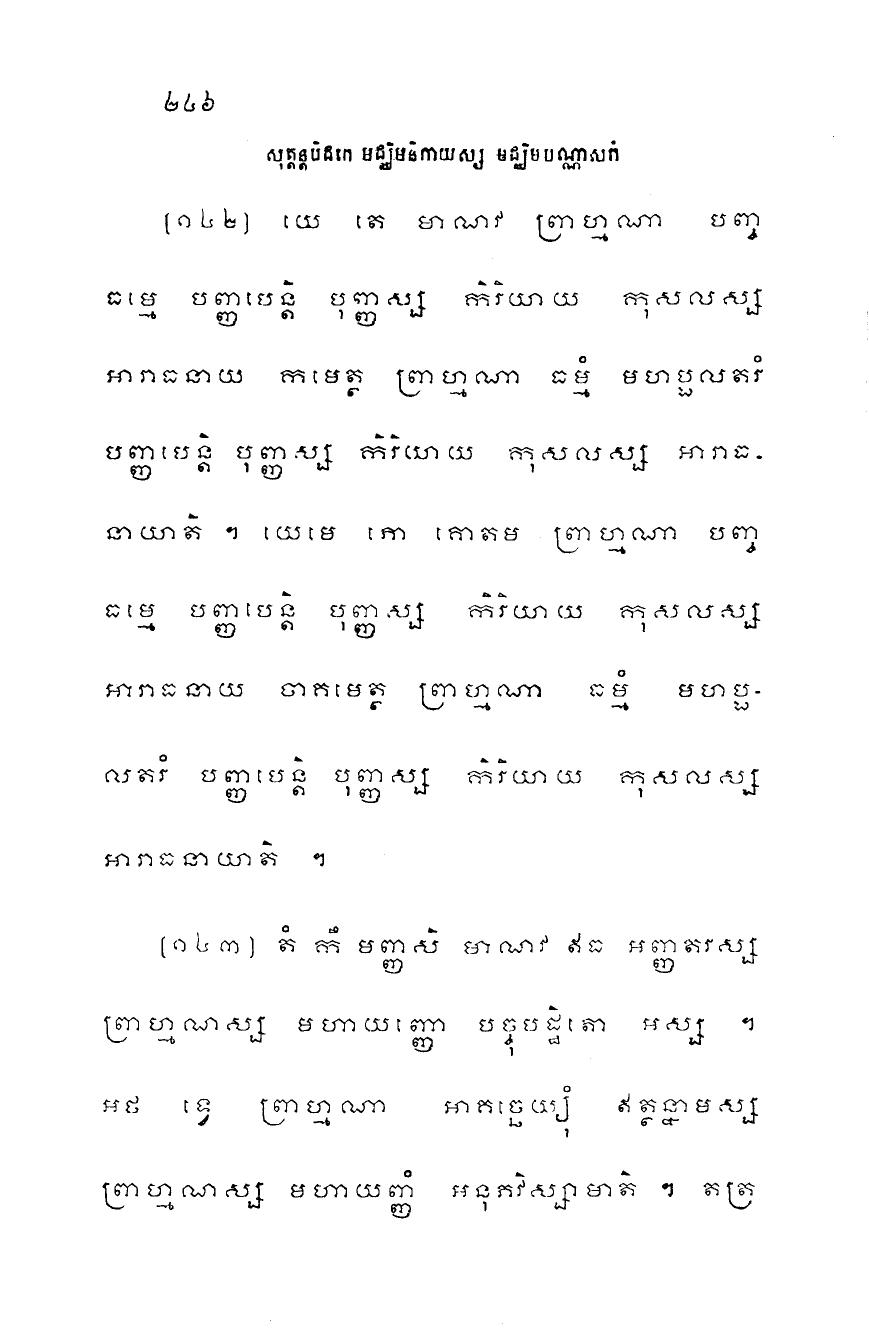 ២៤៦
សុត្តន្តបិដកេ មជ្ឈិមនិកាយស្ស មជ្ឈិមបណ្ណាសកំ
[១៤២] យេ តេ មាណវ ព្រាហ្មណា បញ្ច
ធម្មេ បញ្ញបេន្តិ បុញ្ញស្ស កិរិយាយ កុសលស្ស
អារាធនាយ កមេត្ថ ព្រាហ្មណា ធម្មំ មហប្ផលតរំ
បញ្ញបេន្តិ បុញ្ញស្ស កិរិយាយ កុសលស្ស អារាធ-
នាយាតិ ។ យេមេ ភោ គោតម ព្រាហ្មណា បញ្ច
ធម្មេ បញ្ញបេន្តិ បុញ្ញស្ស កិរិយាយ កុសលស្ស
អារាធនាយ ចាគមេត្ថ ព្រាហ្មណា ធម្មំ មហប្ផ-
លតរំ បញ្ញបេន្តិ បុញ្ញស្ស កិរិយាយ កុសលស្ស
អារាធនាយាតិ ។
[១៤៣] តំ កឹ មញ្ញសិ មាណវ ឥធ អញ្ញតរស្ស
ព្រាហ្មណស្ស មហាយញ្ញោ បច្ចុបដ្ឋិតោ អស្ស ។
អថ ទ្វេ ព្រាហ្មណា អាគច្ឆេយ្យុំ ឥត្ថន្នាមស្ស
ព្រាហ្មណស្ស មហាយញ្ញំ អនុភវិស្សាមាតិ ។ តត្រ